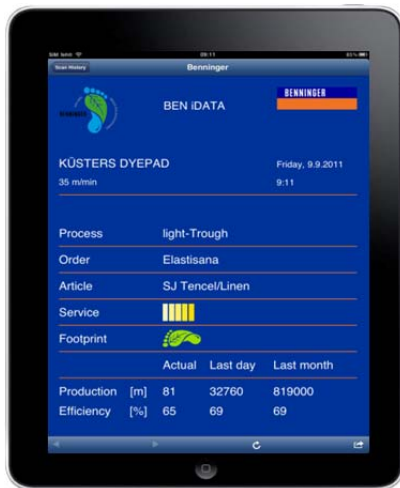 09:11
Scan History
Benninger
BEN iDATA
BENNINGER
KÜSTERS DYEPAD
Friday, 9.9.2011
35 m/min
9:11
Process light-Trough
Order Elastisana
Article SJ Tencel/Linen
Service
Footprint
Actual Last day Last month
Production [m] 81 32760 819000
Efficiency [%] 65 69 69